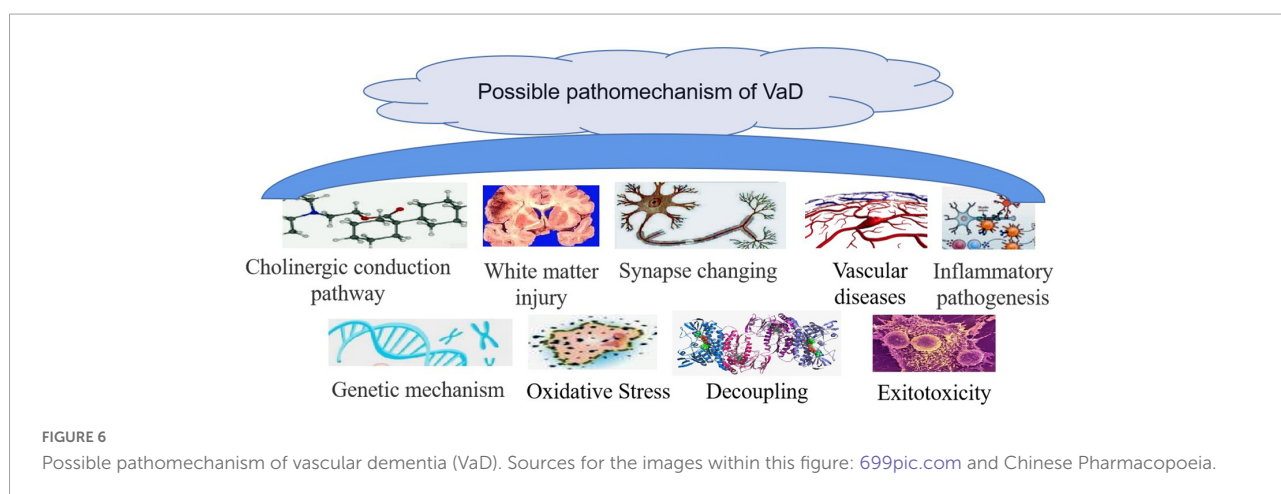 Possible pathomechanism of VaD
Cholinergic conduction
pathway
White matter
injury
Synapse changing
Vascular
diseases
Inflammatory
pathogenesis
Genetic mechanism
Oxidative Stress
Decoupling
Exitotoxicity
FIGURE 6
Possible pathomechanism of vascular dementia (VaD). Sources for the images within this figure: 699pic.com and Chinese Pharmacopoeia.